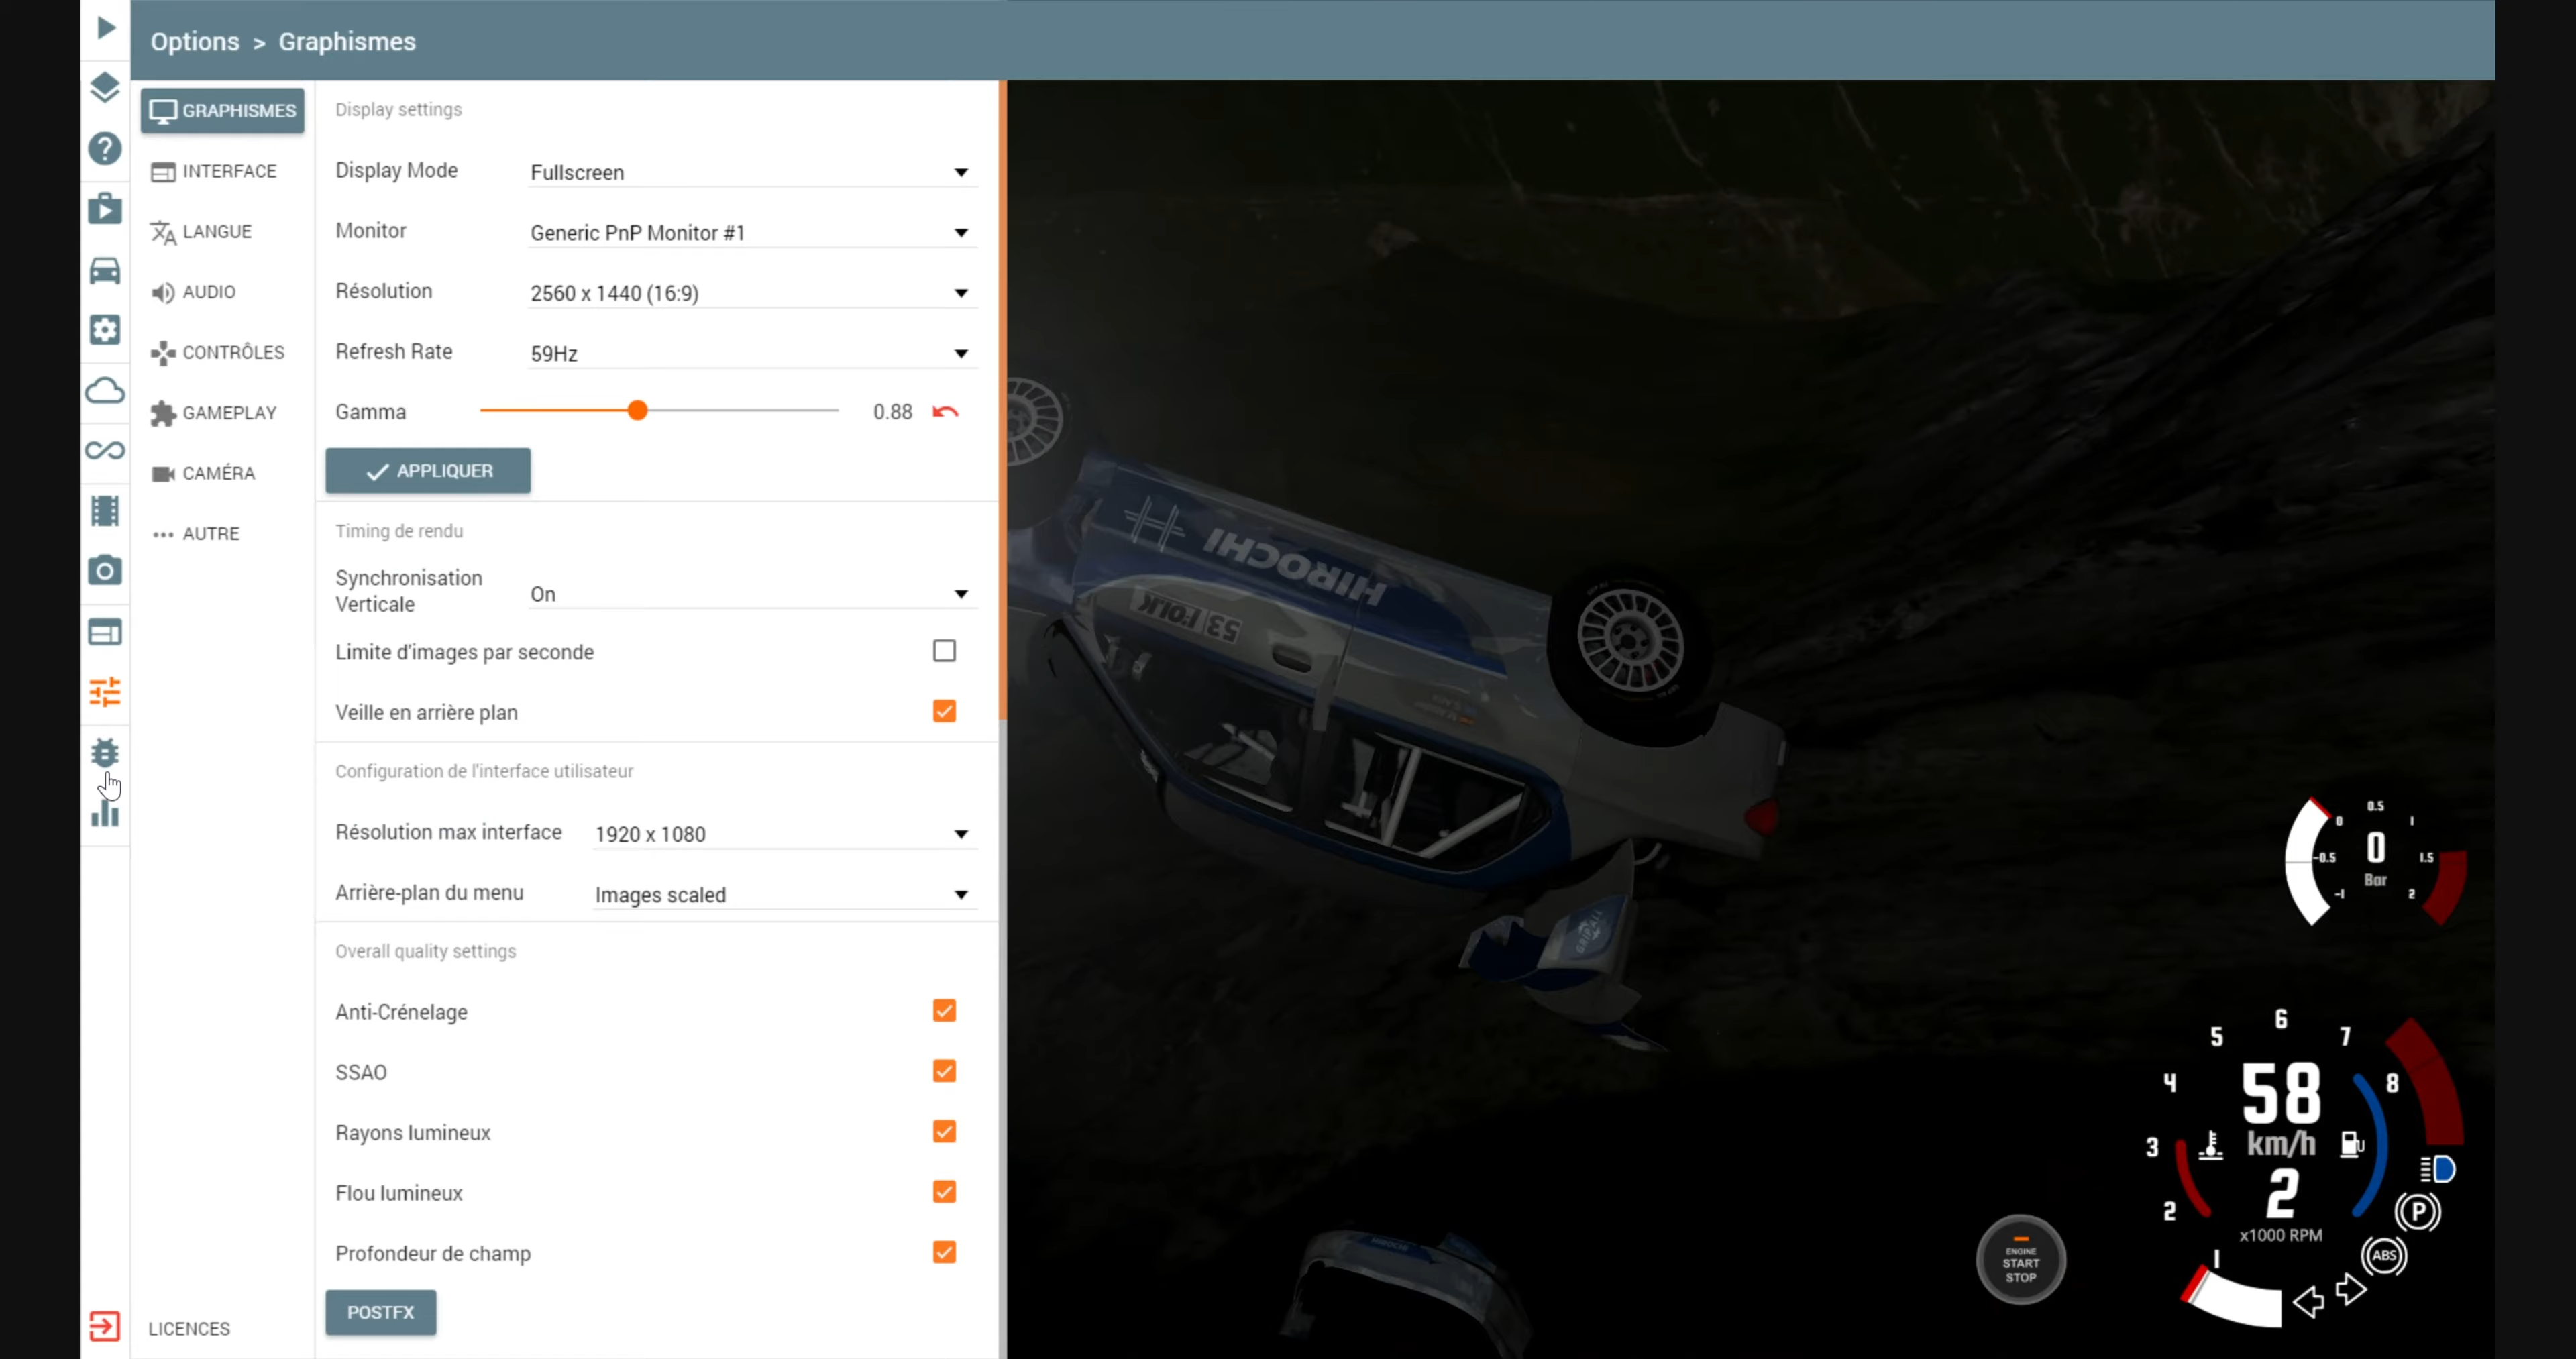 Options > Graphismes
GRAPHISMES
INTERFACE
LANGUE
AUDIO
CONTRÔLES
GAMEPLAY
CAMÉRA
AUTRE
LICENCES
Display settings
Display Mode Fullscreen
Monitor Generic PnP Monitor #1
Résolution 2560 x 1440 (16:9)
Refresh Rate 59Hz
Gamma 0.88
APPLIQUER
Timing de rendu
Synchronisation
Verticale On
Limite d'images par seconde
Veille en arrière plan
Configuration de l'interface utilisateur
Résolution max interface 1920 x 1080
Arrière-plan du menu Images scaled
Overall quality settings
Anti-Crénelage
SSAO
Rayons lumineux
Flou lumineux
Profondeur de champ
POSTFX
HIROCHI
53 FOLK
GRIPALL
0.5
0 1
-0.5 0 1.5
Bar
-1 2
6
5 7
4 58 8
3 km/h
2 2
x1000 RPM
1
P
ABS
ENGINE
START
STOP